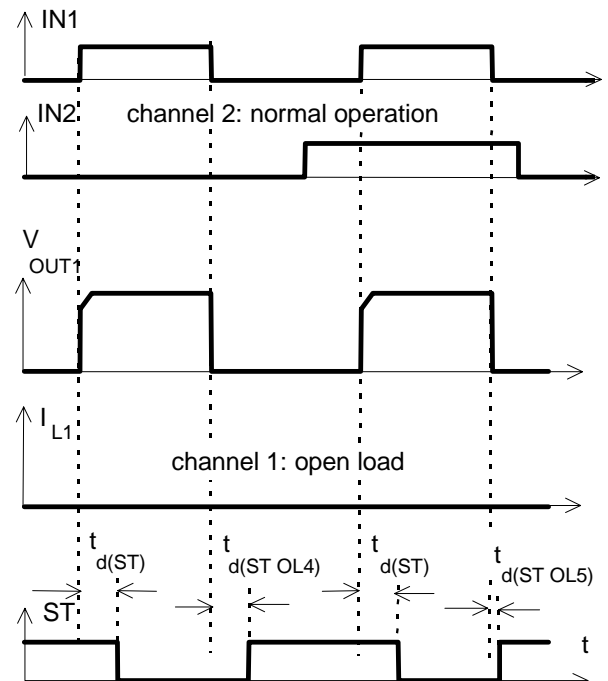 IN1
IN2 channel 2: normal operation
V
OUT1
I L1
channel 1: open load
t d(ST) t d(ST OL4) t d(ST) t d(ST OL5)
ST t